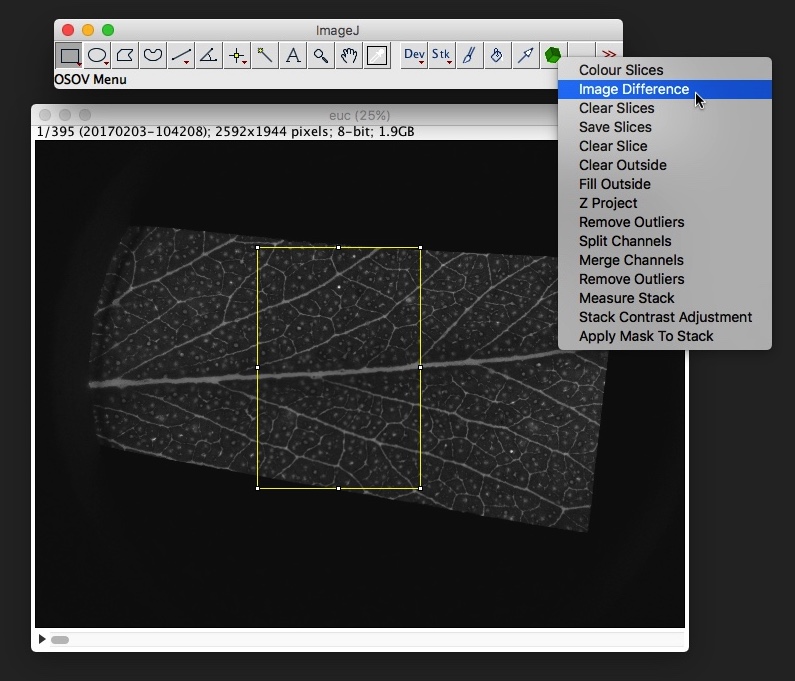 ImageJ
A
Dev
Stk
>>
OSOV Menu
euc (25%)
1/395 (20170203-104208); 2592x1944 pixels; 8-bit; 1.9GB
Colour Slices
Image Difference
Clear Slices
Save Slices
Clear Slice
Clear Outside
Fill Outside
Z Project
Remove Outliers
Split Channels
Merge Channels
Remove Outliers
Measure Stack
Stack Contrast Adjustment
Apply Mask To Stack